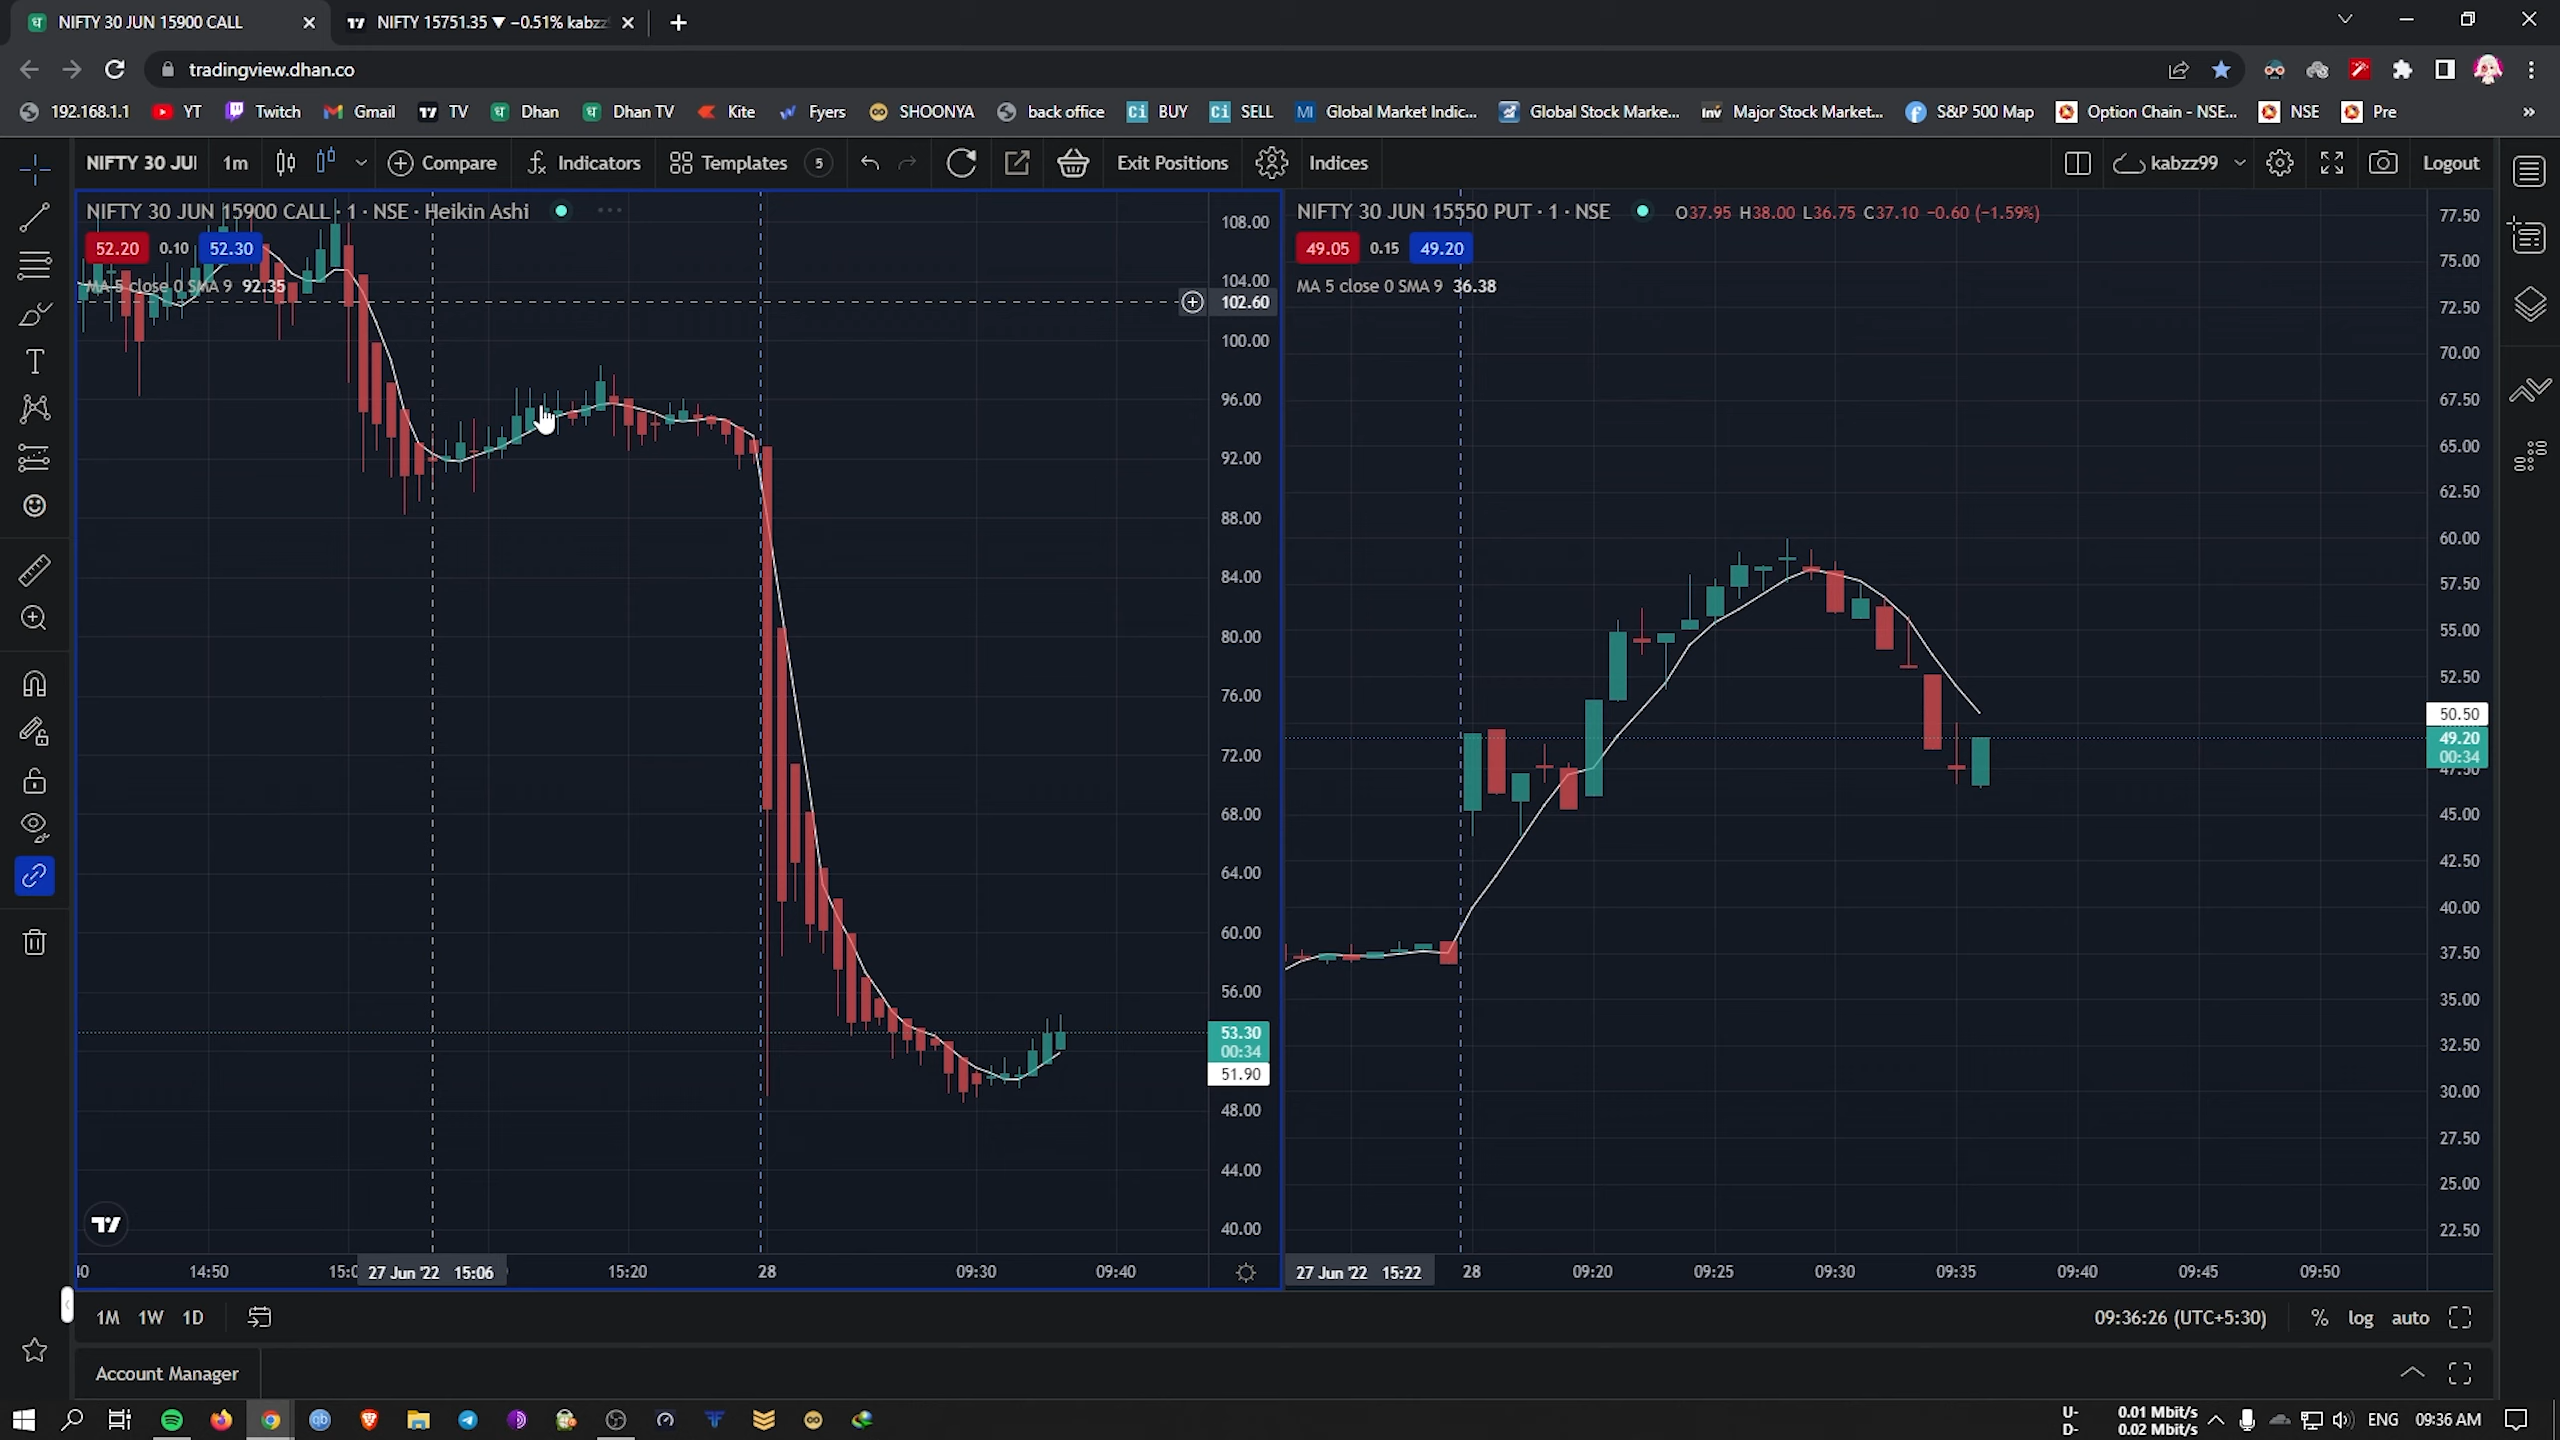 NIFTY 30 JUN 15900 CALL
NIFTY 15751.35 ▼ −0.51% kabzz
tradingview.dhan.co
192.168.1.1 YT Twitch Gmail TV Dhan Dhan TV Kite Fyers SHOONYA back office Ci BUY Ci SELL MI Global Market Indic... Global Stock Marke... Inv Major Stock Market... S&P 500 Map Option Chain - NSE... NSE Pre »
NIFTY 30 JUI 1m Compare Indicators Templates 5 Exit Positions Indices kabzz99 Logout
NIFTY 30 JUN 15900 CALL · 1 · NSE · Heikin Ashi
52.20 0.10 52.30
MA 5 close 0 SMA 9 92.35
108.00
104.00
102.60
100.00
96.00
92.00
88.00
84.00
80.00
76.00
72.00
68.00
64.00
60.00
56.00
53.30
00:34
51.90
48.00
44.00
40.00
40 14:50 15:0 27 Jun '22 15:06 15:20 28 09:30 09:40
NIFTY 30 JUN 15550 PUT · 1 · NSE O37.95 H38.00 L36.75 C37.10 −0.60 (−1.59%)
49.05 0.15 49.20
MA 5 close 0 SMA 9 36.38
77.50
75.00
72.50
70.00
67.50
65.00
62.50
60.00
57.50
55.00
52.50
50.50
49.20
00:34
47.50
45.00
42.50
40.00
37.50
35.00
32.50
30.00
27.50
25.00
22.50
27 Jun '22 15:22 28 09:20 09:25 09:30 09:35 09:40 09:45 09:50
1M 1W 1D 09:36:26 (UTC+5:30) % log auto
Account Manager
U- 0.01 Mbit/s
D- 0.02 Mbit/s
ENG 09:36 AM